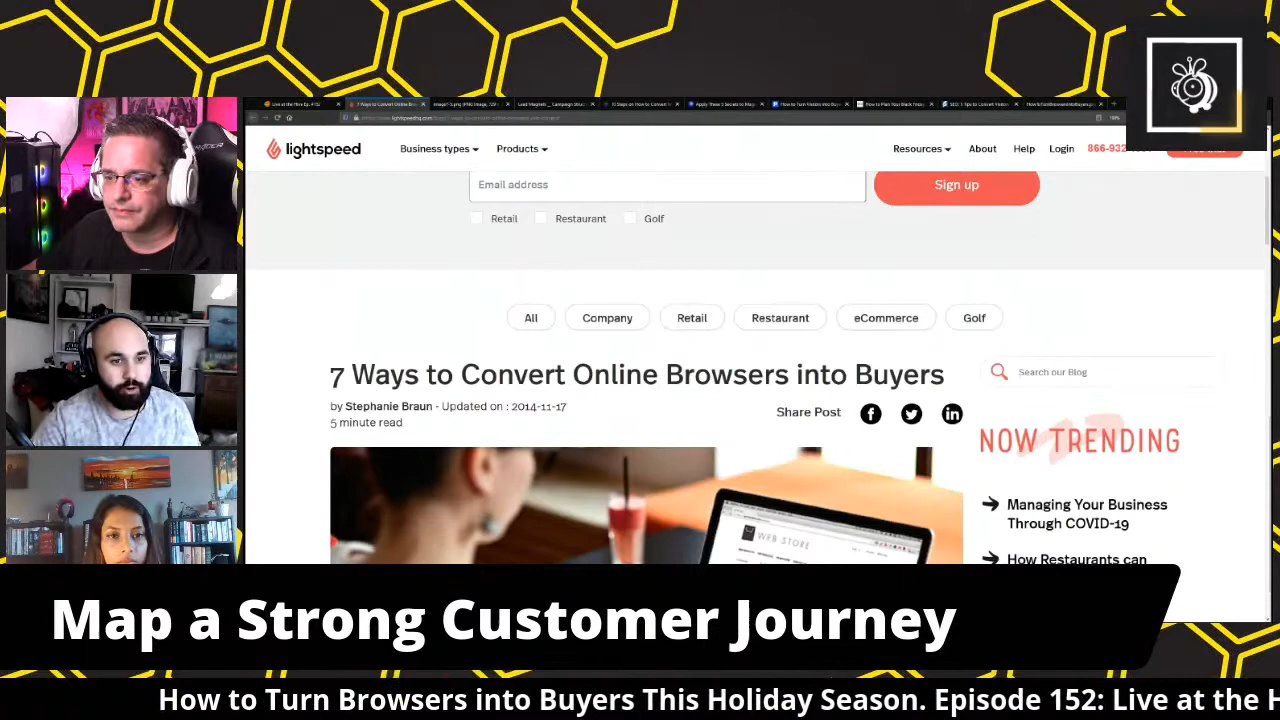 lightspeed
Business types
Products
Resources
About
Help
Login
866-932
Email address
Sign up
Retail
Restaurant
Golf
All
Company
Retail
Restaurant
eCommerce
Golf
7 Ways to Convert Online Browsers into Buyers
by Stephanie Braun - Updated on : 2014-11-17
5 minute read
Share Post
Search our Blog
NOW TRENDING
Managing Your Business
Through COVID-19
How Restaurants can
WEB STORE
Map a Strong Customer Journey
How to Turn Browsers into Buyers This Holiday Season. Episode 152: Live at the H